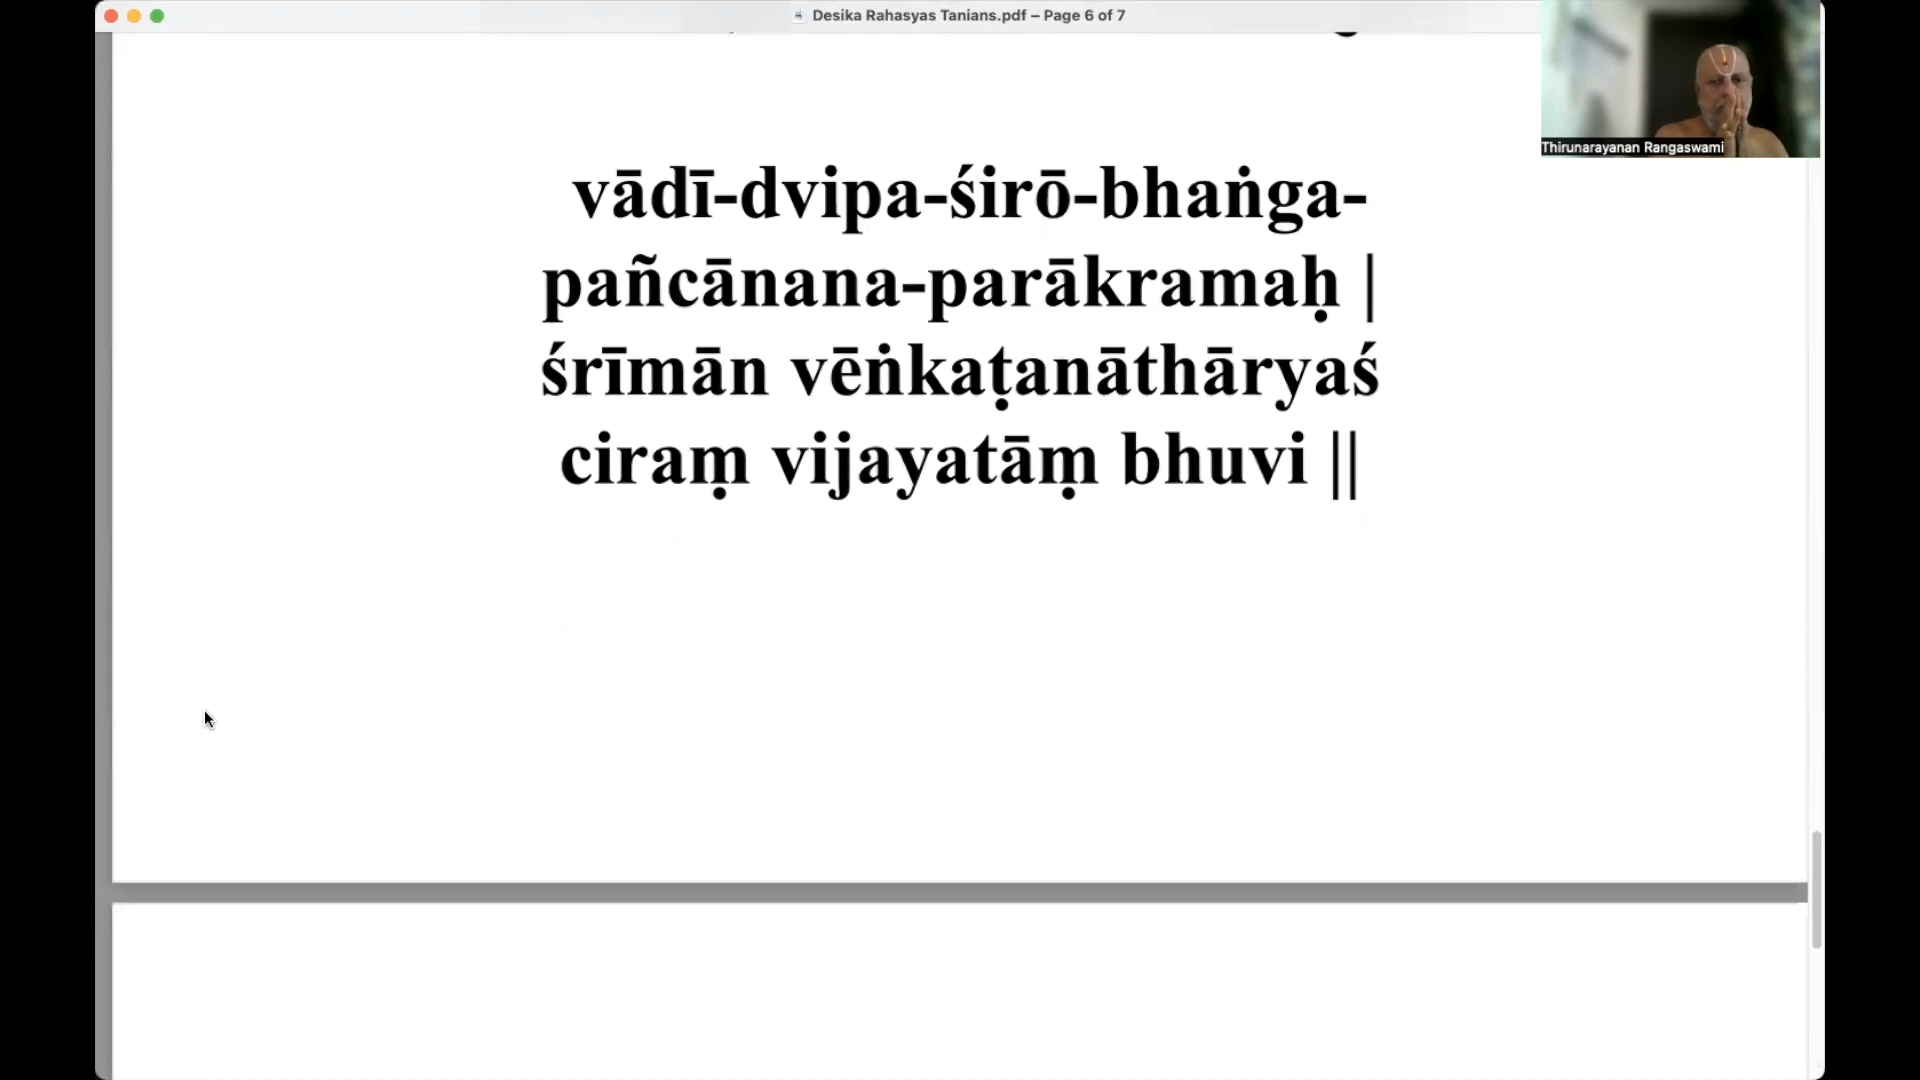 Desika Rahasyas Tanians.pdf – Page 6 of 7
Thirunarayanan Rangaswami
vādī-dvipa-śirō-bhaṅga-
pañcānana-parākramaḥ |
śrīmān vēṅkaṭanāthāryaś
ciraṃ vijayatāṃ bhuvi ||